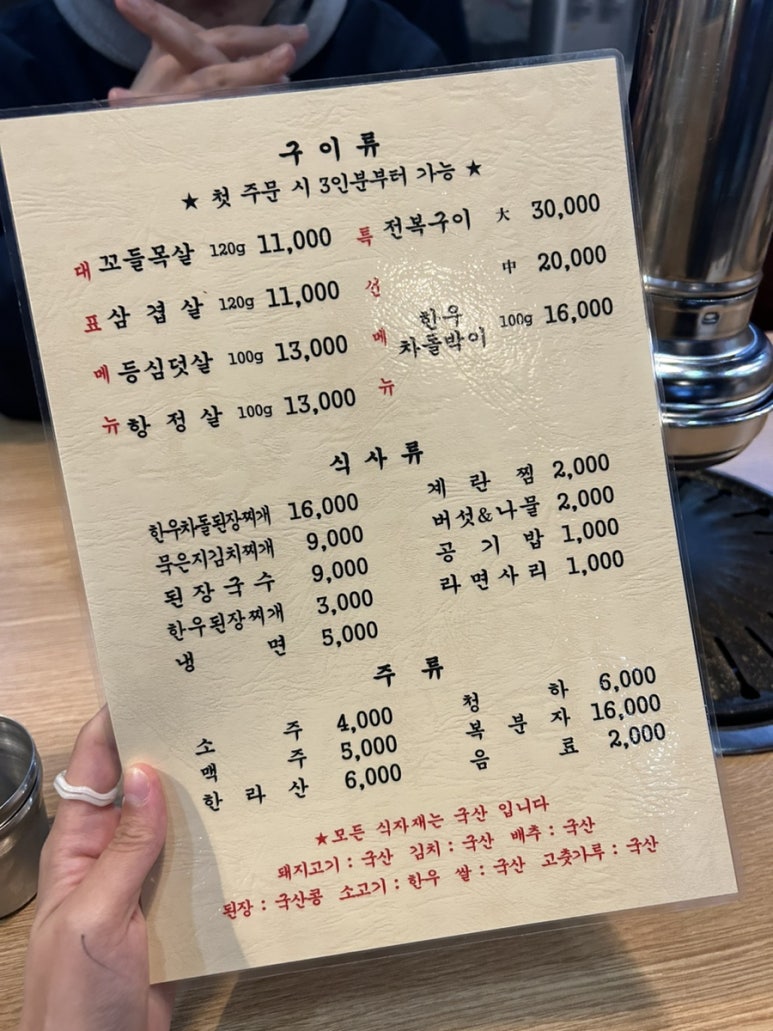 구이류
★ 첫 주문 시 3인분부터 가능 ★
대표메뉴
꼬들목살 120g 11,000
삼겹살 120g 11,000
등심덧살 100g 13,000
항정살 100g 13,000
특선메뉴
전복구이 大 30,000
中 20,000
한우
차돌박이 100g 16,000
식사류
한우차돌된장찌개 16,000
묵은지김치찌개 9,000
된장국수 9,000
한우된장찌개 3,000
냉면 5,000
계란찜 2,000
버섯&나물 2,000
공기밥 1,000
라면사리 1,000
주류
소주 4,000
맥주 5,000
한라산 6,000
청하 6,000
복분자 16,000
음료 2,000
★모든 식자재는 국산 입니다
돼지고기 : 국산 김치 : 국산 배추 : 국산
된장 : 국산콩 소고기 : 한우 쌀 : 국산 고춧가루 : 국산